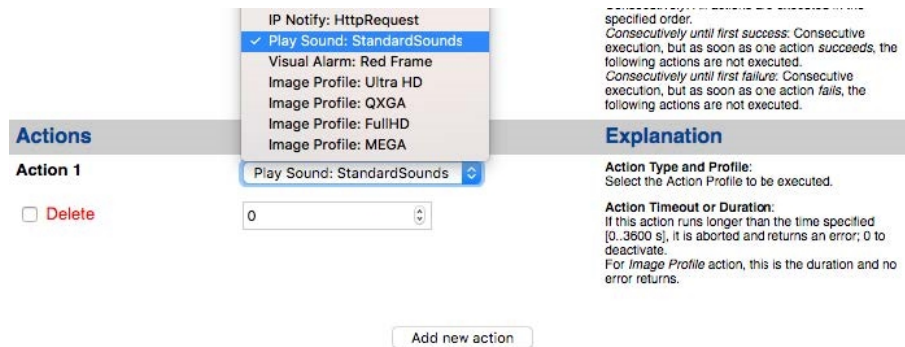 IP Notify: HttpRequest
✓ Play Sound: StandardSounds
Visual Alarm: Red Frame
Image Profile: Ultra HD
Image Profile: QXGA
Image Profile: FullHD
Image Profile: MEGA
specified order.
Consecutively until first success: Consecutive
execution, but as soon as one action succeeds, the
following actions are not executed.
Consecutively until first failure: Consecutive
execution, but as soon as one action fails, the
following actions are not executed.
Actions
Explanation
Action 1
Play Sound: StandardSounds
Action Type and Profile:
Select the Action Profile to be executed.
Delete
0
Action Timeout or Duration:
If this action runs longer than the time specified
[0..3600 s], it is aborted and returns an error; 0 to
deactivate.
For Image Profile action, this is the duration and no
error returns.
Add new action